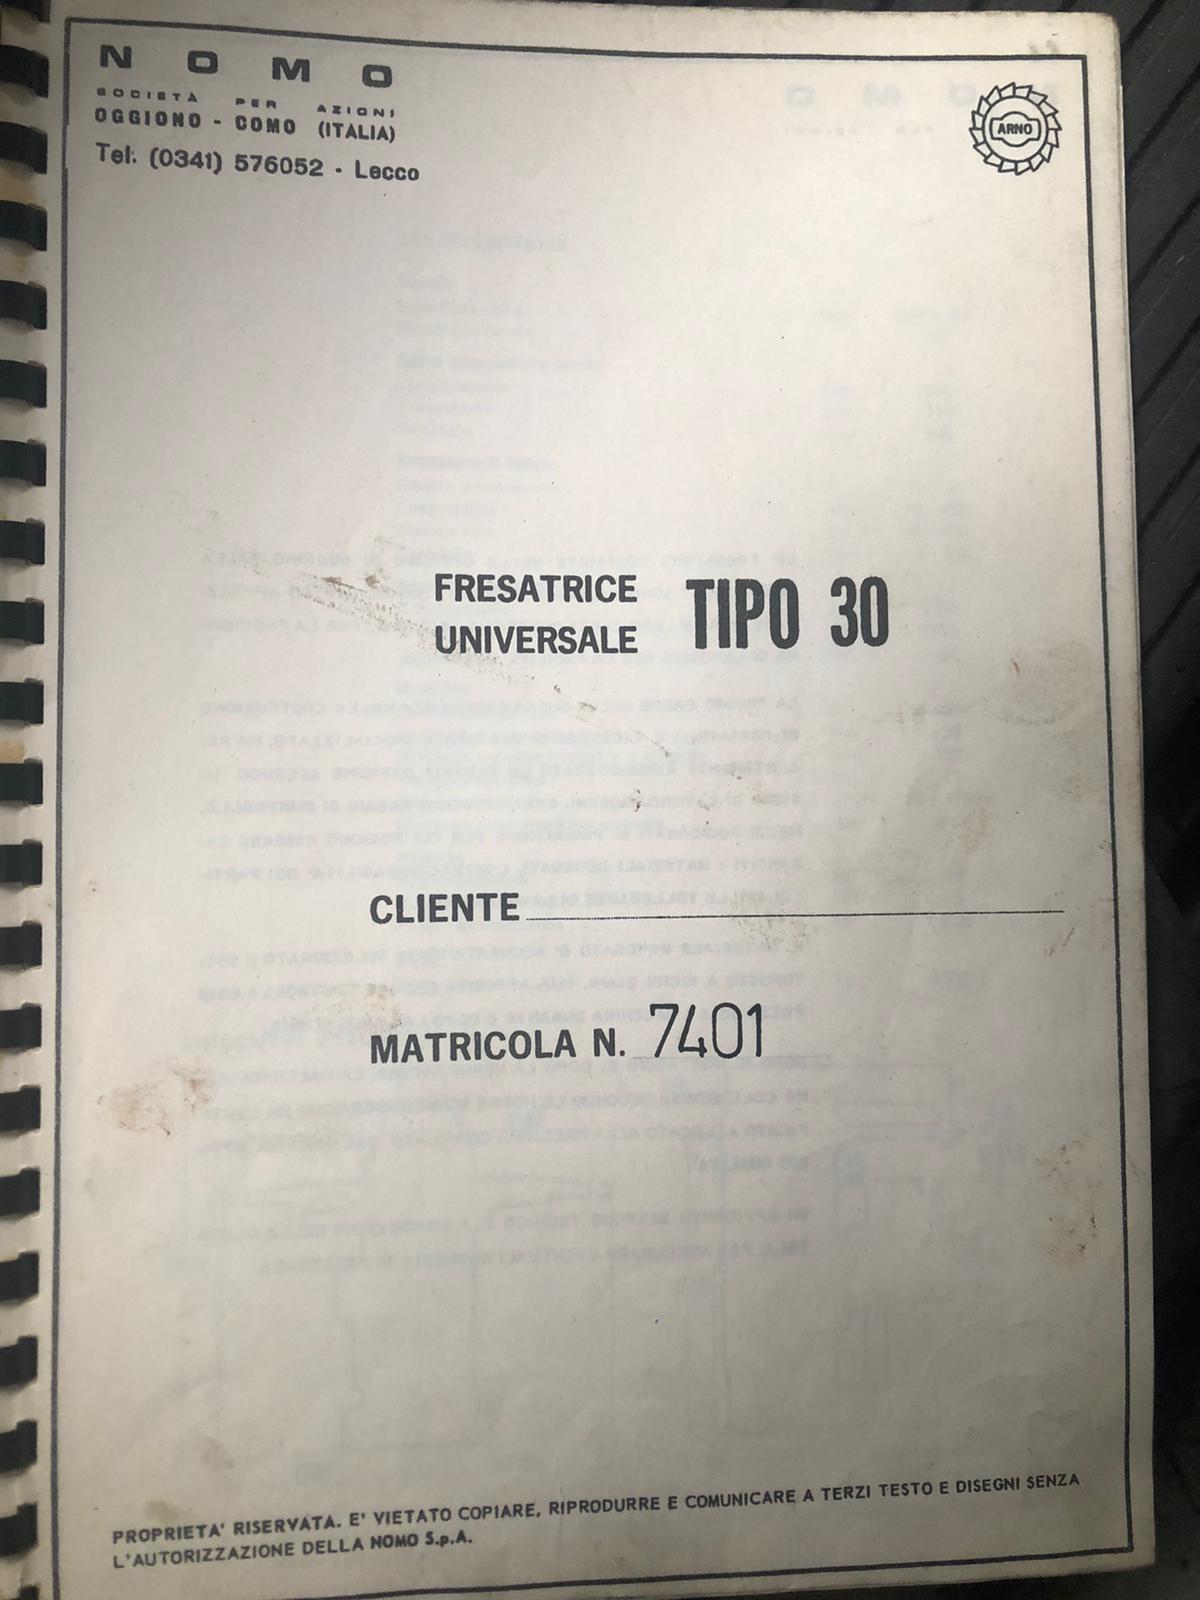 NOMO
SOCIETÀ PER AZIONI
OGGIONO - COMO (ITALIA)
Tel. (0341) 576052 - Lecco
ARNO
FRESATRICE
UNIVERSALE
TIPO 30
CLIENTE
MATRICOLA N. 7401
PROPRIETA' RISERVATA. E' VIETATO COPIARE, RIPRODURRE E COMUNICARE A TERZI TESTO E DISEGNI SENZA
L'AUTORIZZAZIONE DELLA NOMO S.p.A.